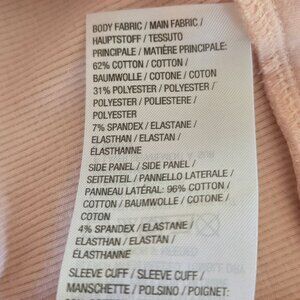 BODY FABRIC / MAIN FABRIC /
HAUPTSTOFF / TESSUTO
PRINCIPALE / MATIÈRE PRINCIPALE:
62% COTTON / COTTON /
BAUMWOLLE / COTONE / COTON
31% POLYESTER / POLYESTER /
POLYESTER / POLIESTERE /
POLYESTER
7% SPANDEX / ELASTANE /
ELASTHAN / ELASTAN /
ÉLASTHANNE
SIDE PANEL / SIDE PANEL /
SEITENTEIL / PANNELLO LATERALE /
PANNEAU LATÉRAL: 96% COTTON /
COTTON / BAUMWOLLE / COTONE /
COTON
4% SPANDEX / ELASTANE /
ELASTHAN / ELASTAN /
ÉLASTHANNE
SLEEVE CUFF / SLEEVE CUFF /
MANSCHETTE / POLSINO / POIGNET: